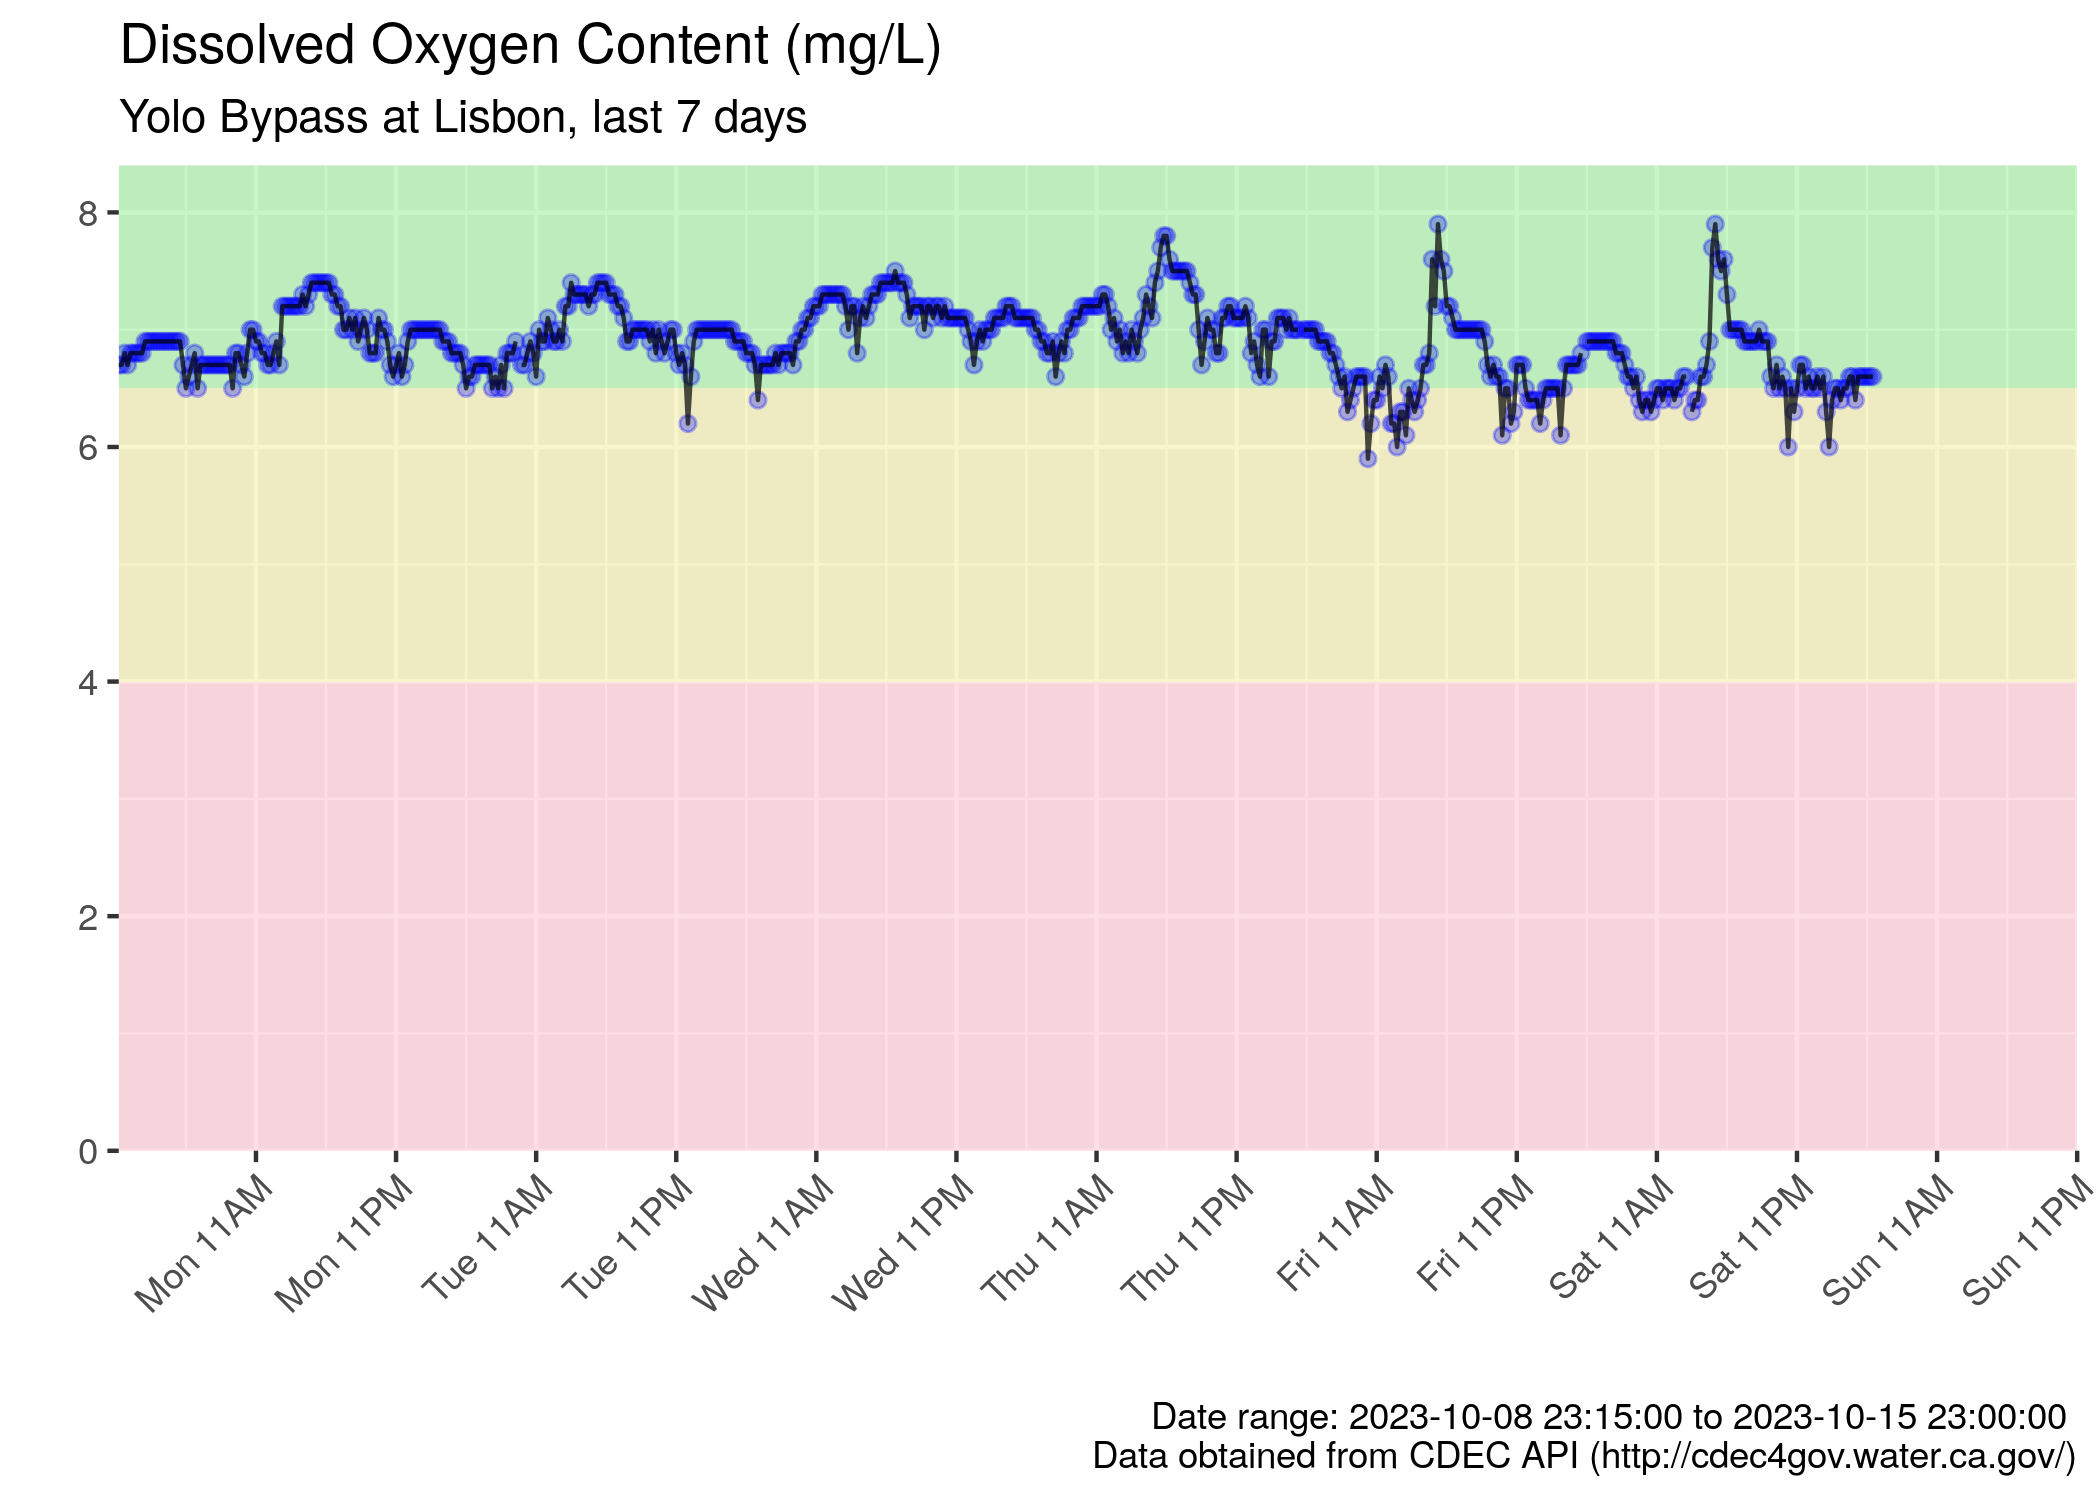 Dissolved Oxygen Content (mg/L)
Yolo Bypass at Lisbon, last 7 days
8
6
4
2
0
Mon 11AM
Mon 11PM
Tue 11AM
Tue 11PM
Wed 11AM
Wed 11PM
Thu 11AM
Thu 11PM
Fri 11AM
Fri 11PM
Sat 11AM
Sat 11PM
Sun 11AM
Sun 11PM
Date range: 2023-10-08 23:15:00 to 2023-10-15 23:00:00
Data obtained from CDEC API (http://cdec4gov.water.ca.gov/)